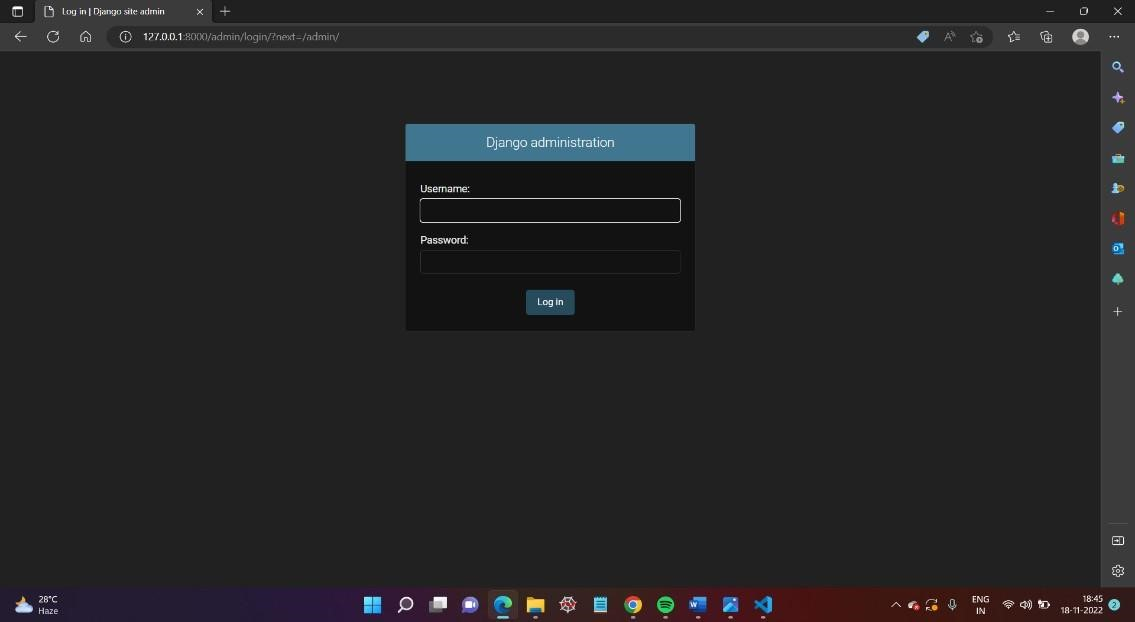 Log in | Django site admin
127.0.0.1:8000/admin/login/?next=/admin/
Django administration
Username:
Password:
Log in
28°C
Haze
ENG
IN
18:45
18-11-2022
2